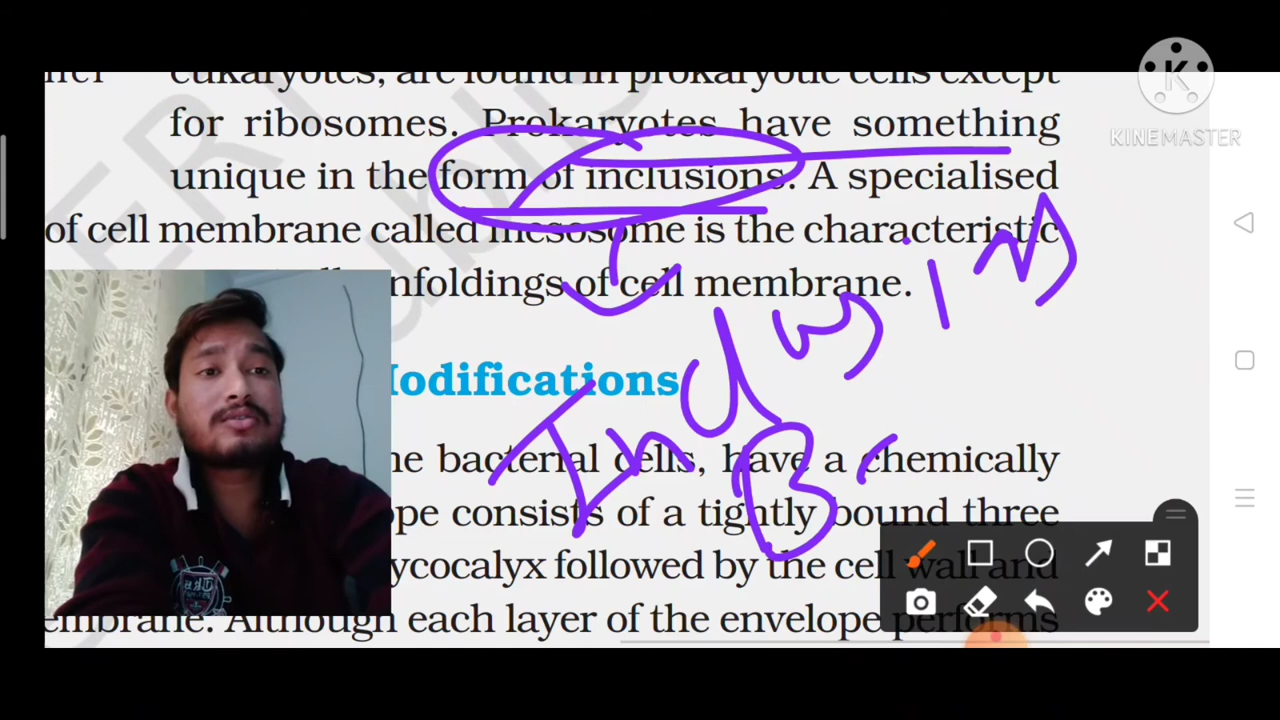 eukaryotes, are found in prokaryotic cells except
for ribosomes. Prokaryotes have something
unique in the form of inclusions. A specialised
of cell membrane called mesosome is the characteristic
nfoldings of cell membrane.
Modifications
he bacterial cells, have a chemically
ope consists of a tightly bound three
ycocalyx followed by the cell wall and
embrane. Although each layer of the envelope performs
Inclusion
B
K
KINEMASTER